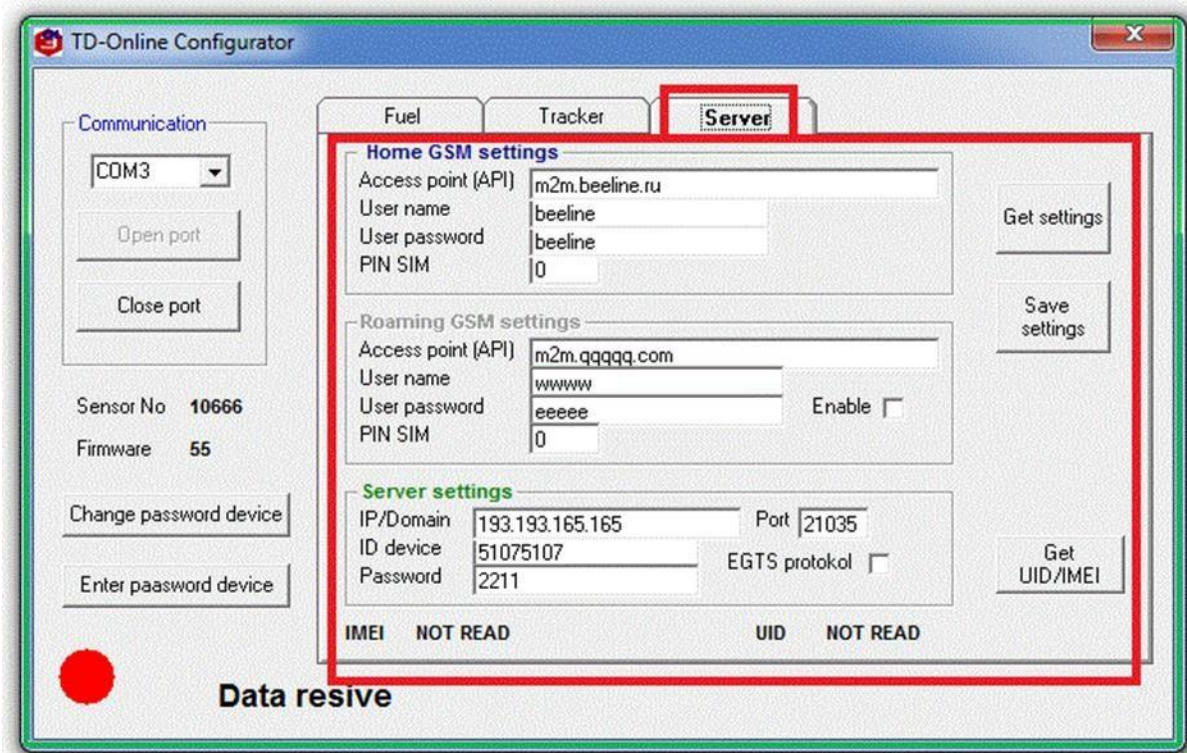 TD-Online Configurator
Communication
COM3
Open port
Close port
Sensor No 10666
Firmware 55
Change password device
Enter paassword device
Fuel Tracker Server
Home GSM settings
Access point (API) m2m.beeline.ru
User name beeline
User password beeline
PIN SIM 0
Roaming GSM settings
Access point (API) m2m.qqqqq.com
User name wwww
User password eeeee Enable
PIN SIM 0
Server settings
IP/Domain 193.193.165.165 Port 21035
ID device 51075107 EGTS protokol
Password 2211
IMEI NOT READ UID NOT READ
Get settings
Save
settings
Get
UID/IMEI
Data resive